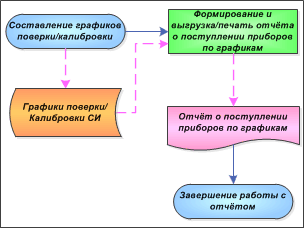 Составление графиков
поверки/калибровки
Формирование и
выгрузка/печать отчёта
о поступлении приборов
по графикам
Графики поверки/
Калибровки СИ
Отчёт о поступлении
приборов по графикам
Завершение работы с
отчётом